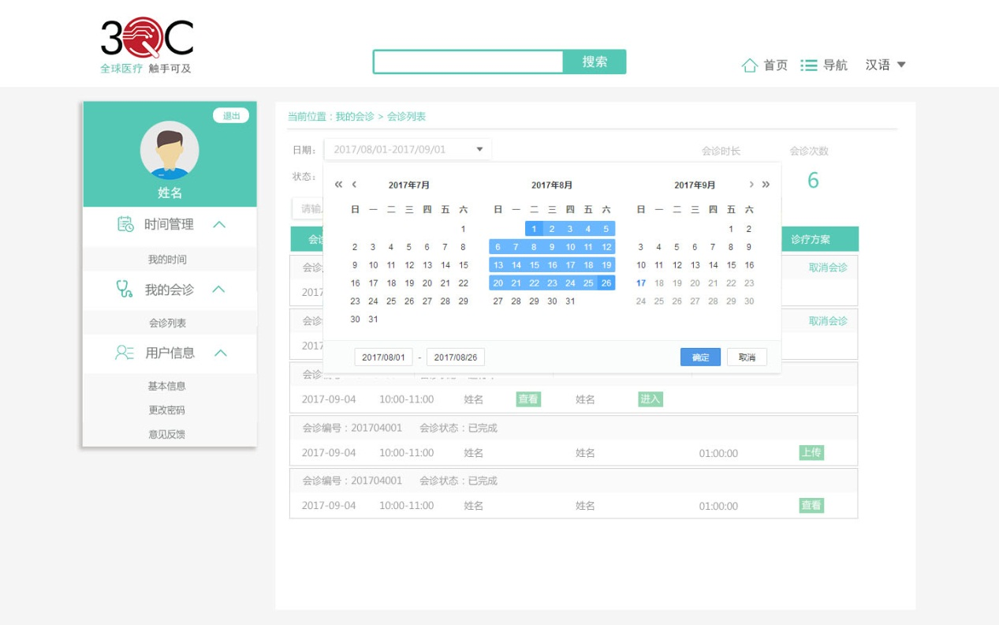 3QC
全球医疗 触手可及
搜索
首页 导航 汉语
退出
姓名
时间管理
我的时间
我的会诊
会诊列表
用户信息
基本信息
更改密码
意见反馈
当前位置：我的会诊 > 会诊列表
日期： 2017/08/01-2017/09/01 会诊时长 会诊次数
状态： 6
请输
« ‹ 2017年7月 2017年8月 2017年9月 › »
日 一 二 三 四 五 六 日 一 二 三 四 五 六 日 一 二 三 四 五 六
1 1 2 3 4 5 1 2
2 3 4 5 6 7 8 6 7 8 9 10 11 12 3 4 5 6 7 8 9
9 10 11 12 13 14 15 13 14 15 16 17 18 19 10 11 12 13 14 15 16
16 17 18 19 20 21 22 20 21 22 23 24 25 26 17 18 19 20 21 22 23
23 24 25 26 27 28 29 27 28 29 30 31 24 25 26 27 28 29 30
30 31
2017/08/01 - 2017/08/26 确定 取消
会诊 诊疗方案
会诊 取消会诊
2017
会诊 取消会诊
2017
会诊
2017-09-04 10:00-11:00 姓名 查看 姓名 进入
会诊编号：201704001 会诊状态：已完成
2017-09-04 10:00-11:00 姓名 姓名 01:00:00 上传
会诊编号：201704001 会诊状态：已完成
2017-09-04 10:00-11:00 姓名 姓名 01:00:00 查看